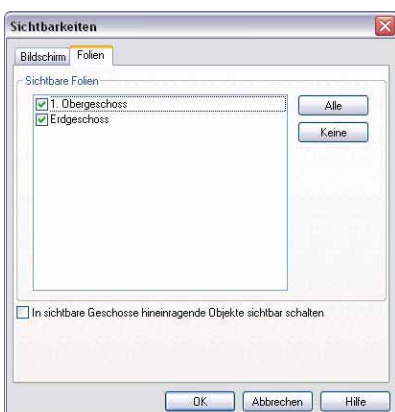 Sichtbarkeiten
Bildschirm Folien
Sichtbare Folien
1. Obergeschoss
Erdgeschoss
Alle
Keine
In sichtbare Geschosse hineinragende Objekte sichtbar schalten
OK Abbrechen Hilfe